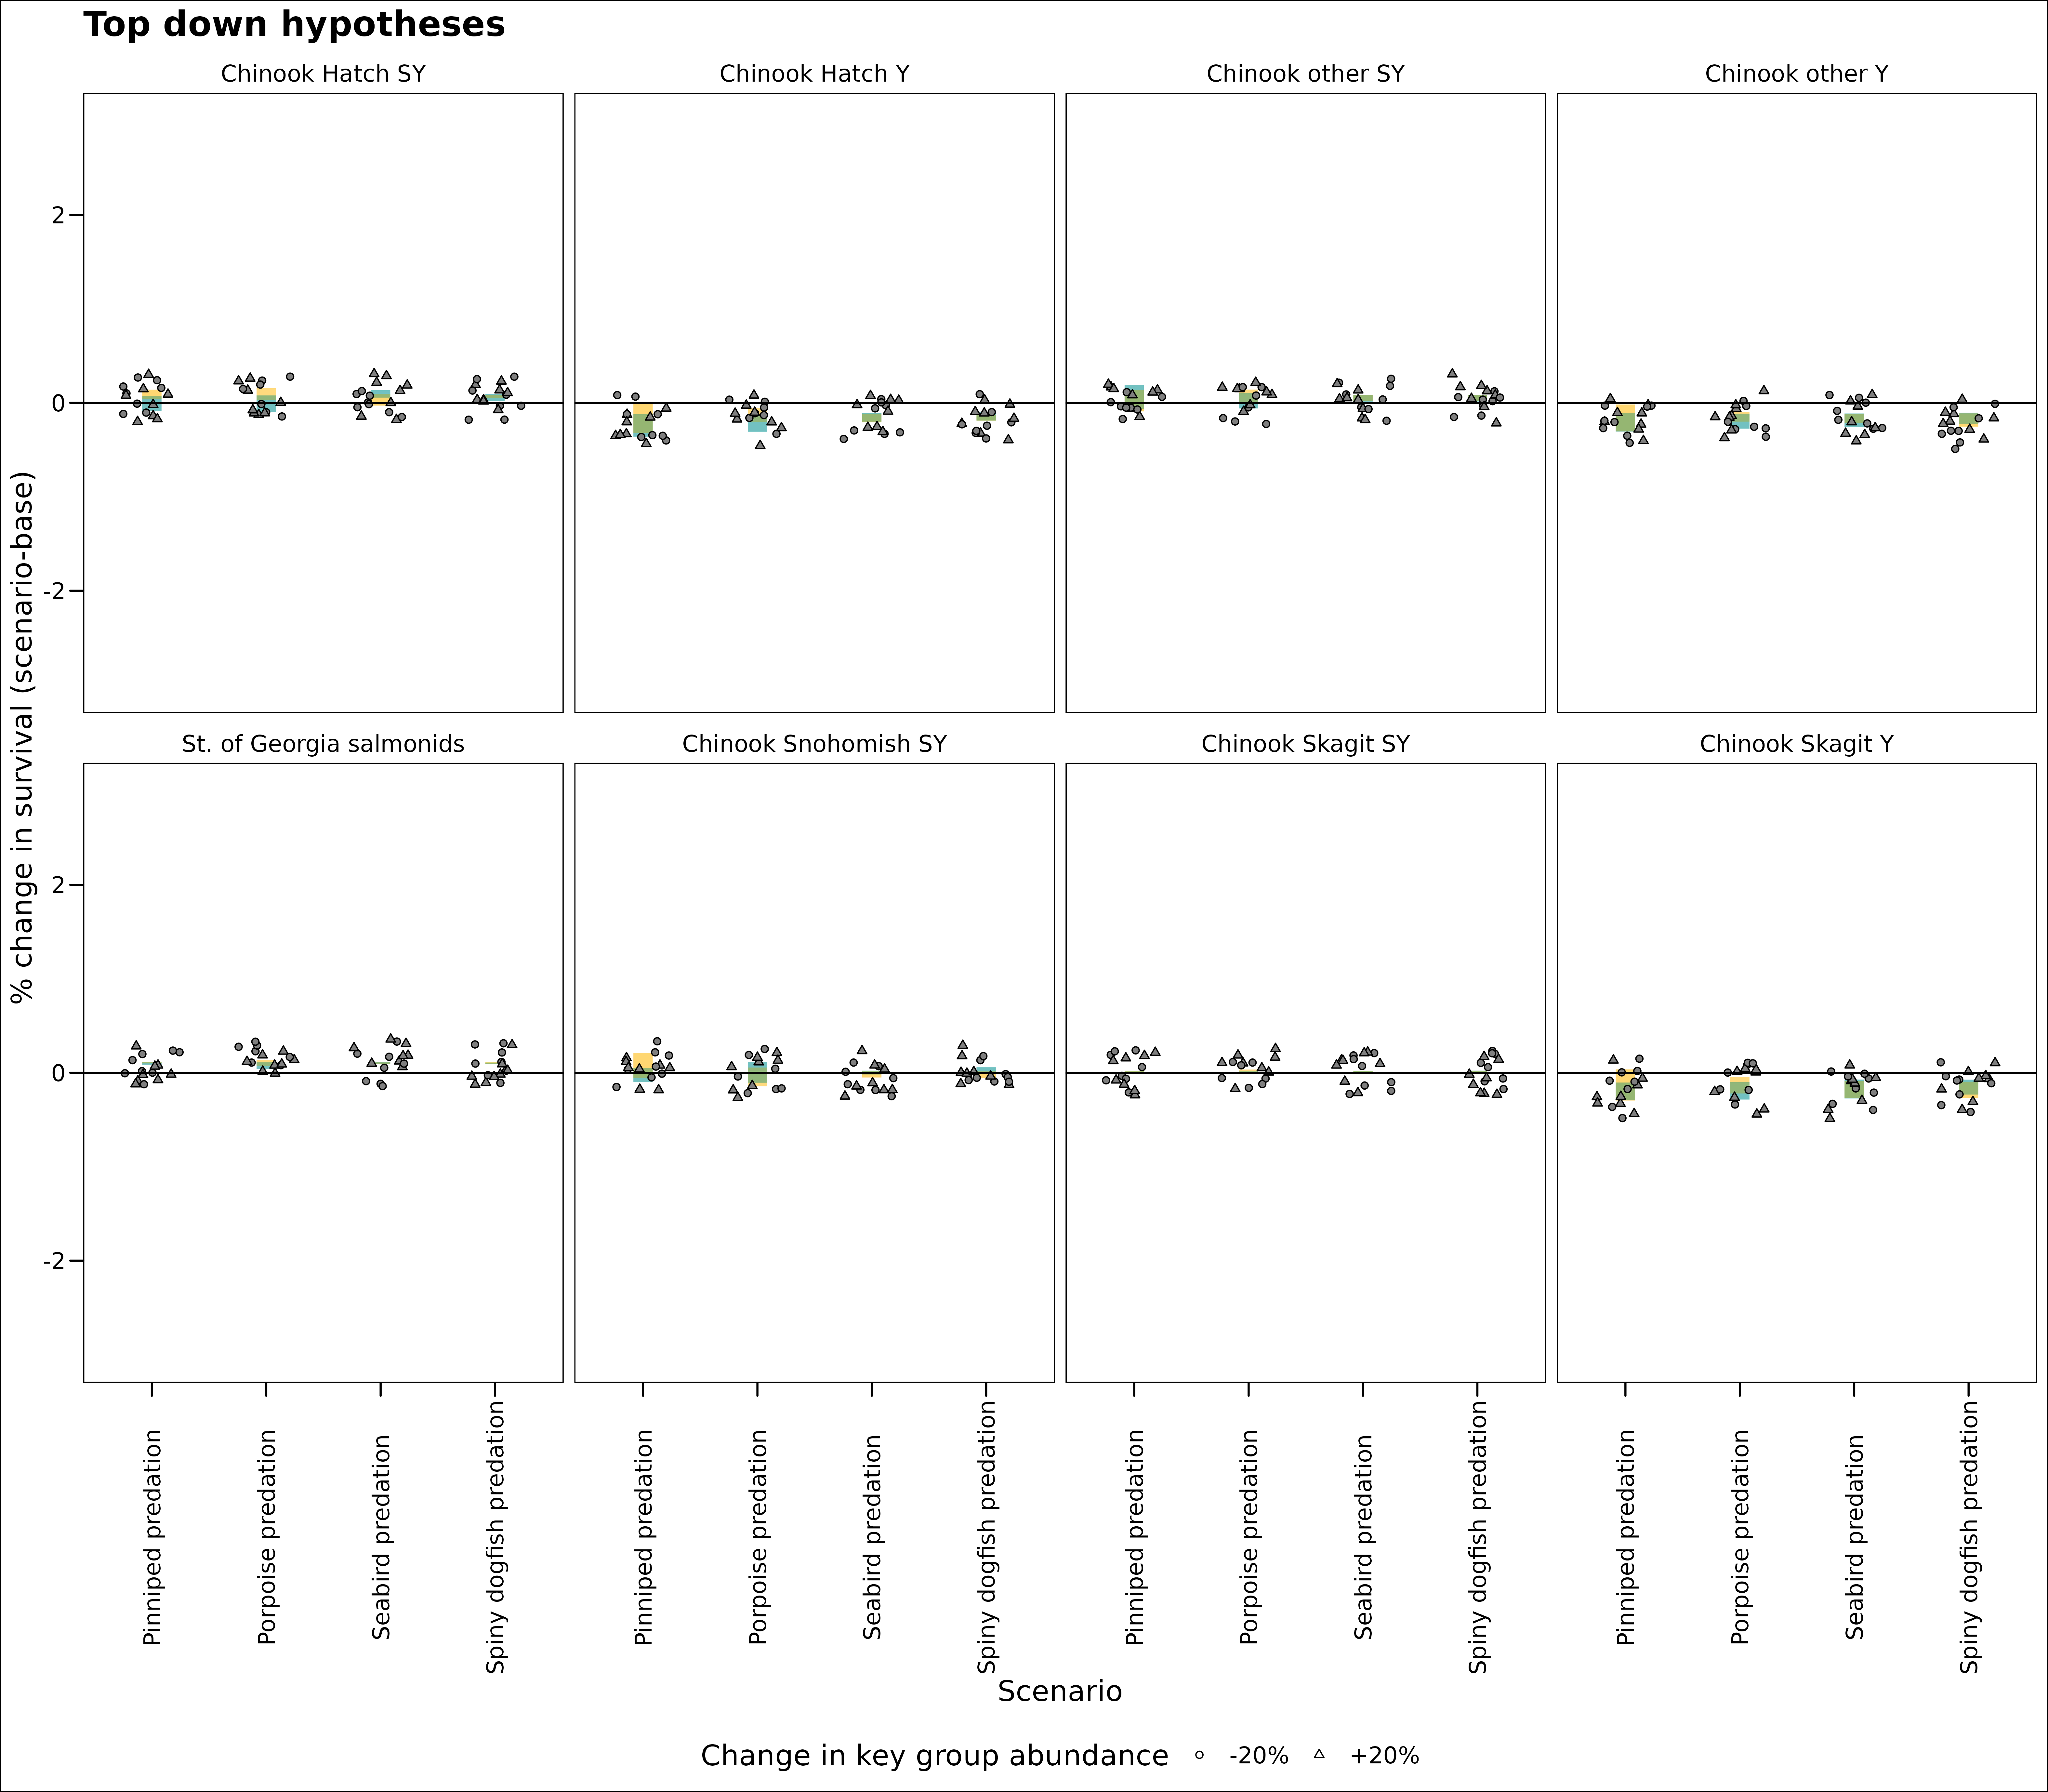 Top down hypotheses
Chinook Hatch SY
Chinook Hatch Y
Chinook other SY
Chinook other Y
2
0
-2
% change in survival (scenario-base)
St. of Georgia salmonids
Chinook Snohomish SY
Chinook Skagit SY
Chinook Skagit Y
2
0
-2
Pinniped predation
Porpoise predation
Seabird predation
Spiny dogfish predation
Pinniped predation
Porpoise predation
Seabird predation
Spiny dogfish predation
Pinniped predation
Porpoise predation
Seabird predation
Spiny dogfish predation
Pinniped predation
Porpoise predation
Seabird predation
Spiny dogfish predation
Scenario
Change in key group abundance -20% +20%